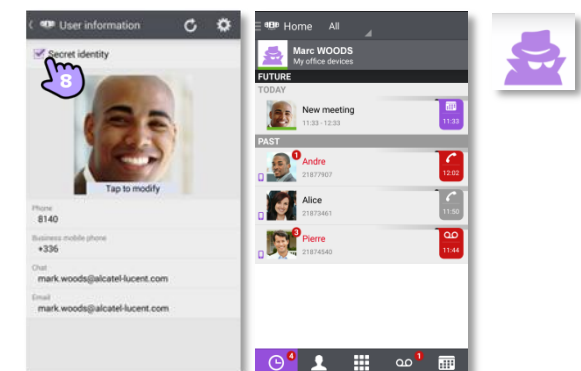 User information
Secret identity
8
Tap to modify
Phone
8140
Business mobile phone
+336
Chat
mark.woods@alcatel-lucent.com
Email
mark.woods@alcatel-lucent.com
Home All
Marc WOODS
My office devices
FUTURE
TODAY
New meeting
11:33 - 12:33
11:33
PAST
1
Andre
21877907
12:02
Alice
21873461
11:50
3
Pierre
21874540
11:44
4
1